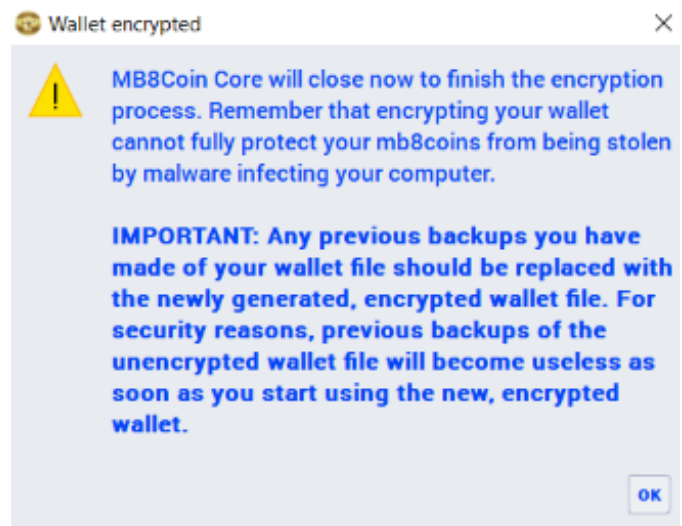 Wallet encrypted
MB8Coin Core will close now to finish the encryption
process. Remember that encrypting your wallet
cannot fully protect your mb8coins from being stolen
by malware infecting your computer.
IMPORTANT: Any previous backups you have
made of your wallet file should be replaced with
the newly generated, encrypted wallet file. For
security reasons, previous backups of the
unencrypted wallet file will become useless as
soon as you start using the new, encrypted
wallet.
OK